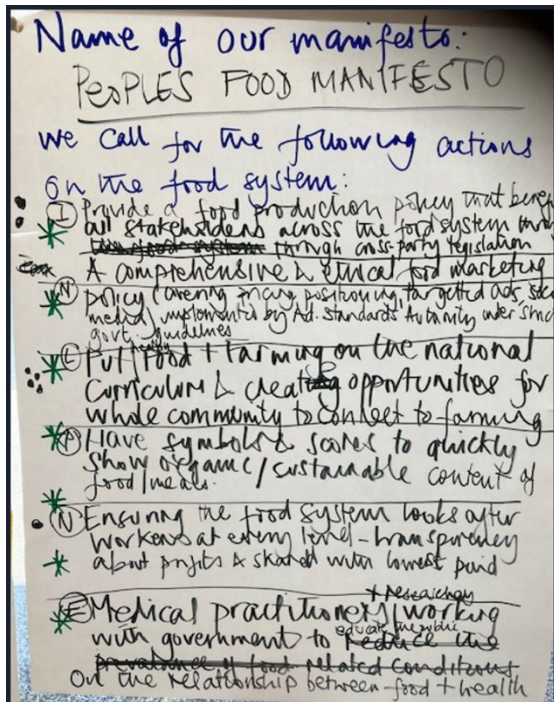 Name of our manifesto:
PEOPLES FOOD MANIFESTO
we call for the following actions
on the food system:
I Provide a food production policy that benef
all stakeholders across the food system
through cross-party legislation
A comprehensive & ethical food marketing
N policy (covering pricing, positioning, targetted ads, soc
media) implemented by Ad. Standards Authority under strict
govt. guidelines
Put food + farming on the national
curriculum & creating opportunities for
whole community to connect to farming
Have symbols & scores to quickly
show organic/sustainable content of
food/meals.
N Ensuring the food system looks after
workers at every level - transparency
about profits & shared with lowest paid
+ researchers
E Medical practitioners working
with government to educate the public
reduce the
prevalance of food related conditions
on the relationship between food + health